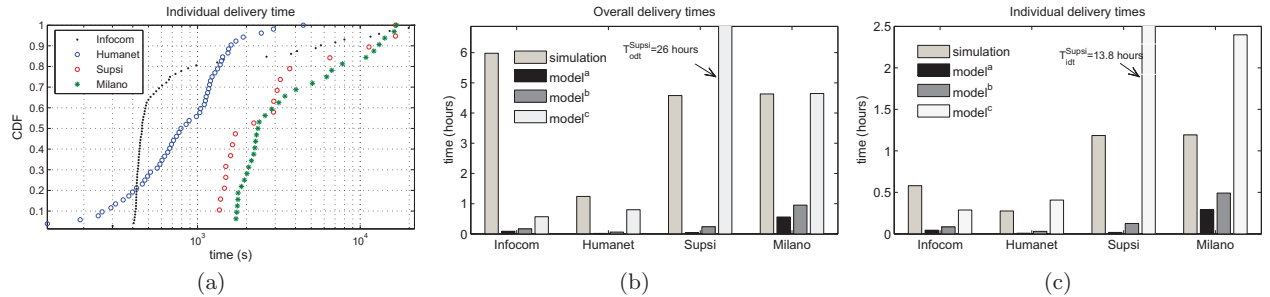 Individual delivery time
1
0.9
0.8
0.7
0.6
0.5
0.4
0.3
0.2
0.1
CDF
Infocom
Humanet
Supsi
Milano
10^3
10^4
time (s)
(a)
Overall delivery times
6
5
4
3
2
1
0
time (hours)
simulation
model^a
model^b
model^c
T_odt^Supsi=26 hours
Infocom
Humanet
Supsi
Milano
(b)
Individual delivery times
2.5
2
1.5
1
0.5
0
time (hours)
simulation
model^a
model^b
model^c
T_idt^Supsi=13.8 hours
Infocom
Humanet
Supsi
Milano
(c)